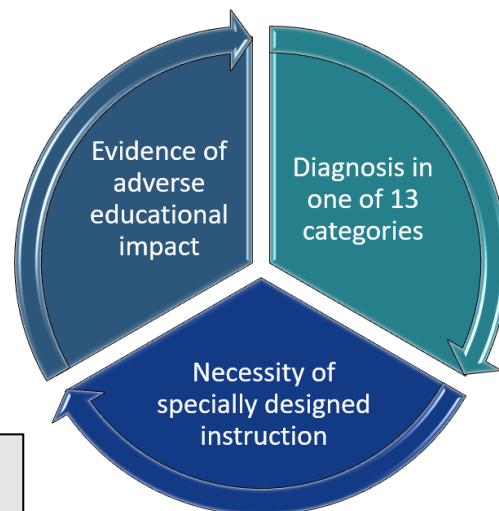 Evidence of
adverse
educational
impact
Diagnosis in
one of 13
categories
Necessity of
specially designed
instruction